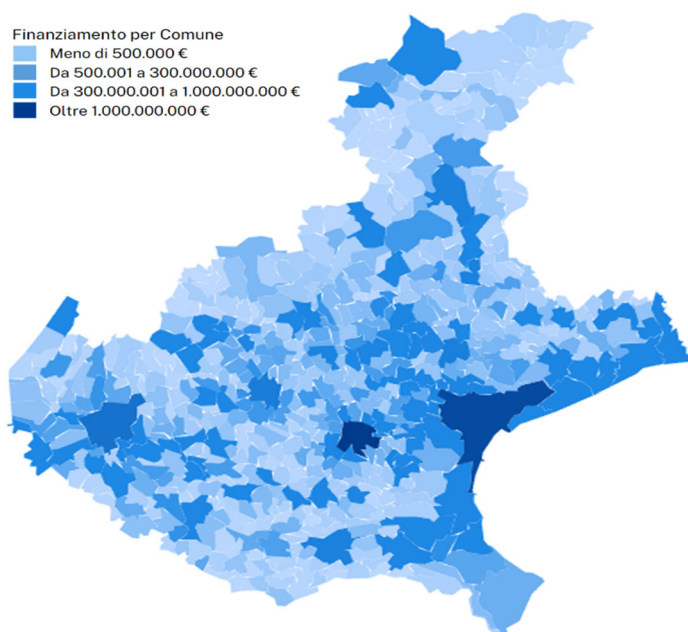 Finanziamento per Comune
Meno di 500.000 €
Da 500.001 a 300.000.000 €
Da 300.000.001 a 1.000.000.000 €
Oltre 1.000.000.000 €